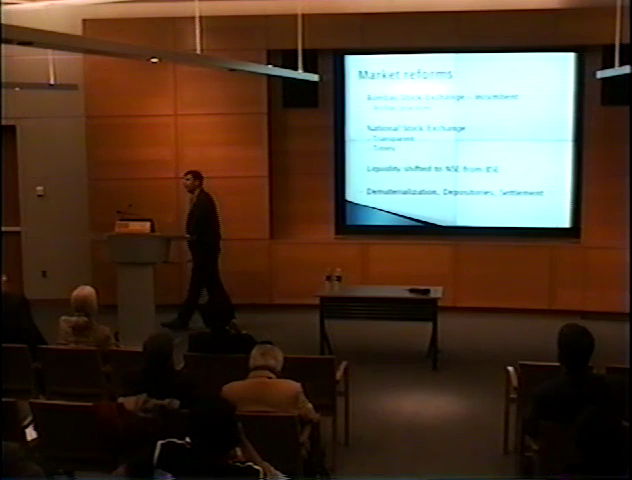 Market reforms
Bombay Stock Exchange - Incumbent
National Stock Exchange
- Transparent
- Timely
Liquidity shifted to NSE from BSE
Dematerialization, Depositories, Settlement